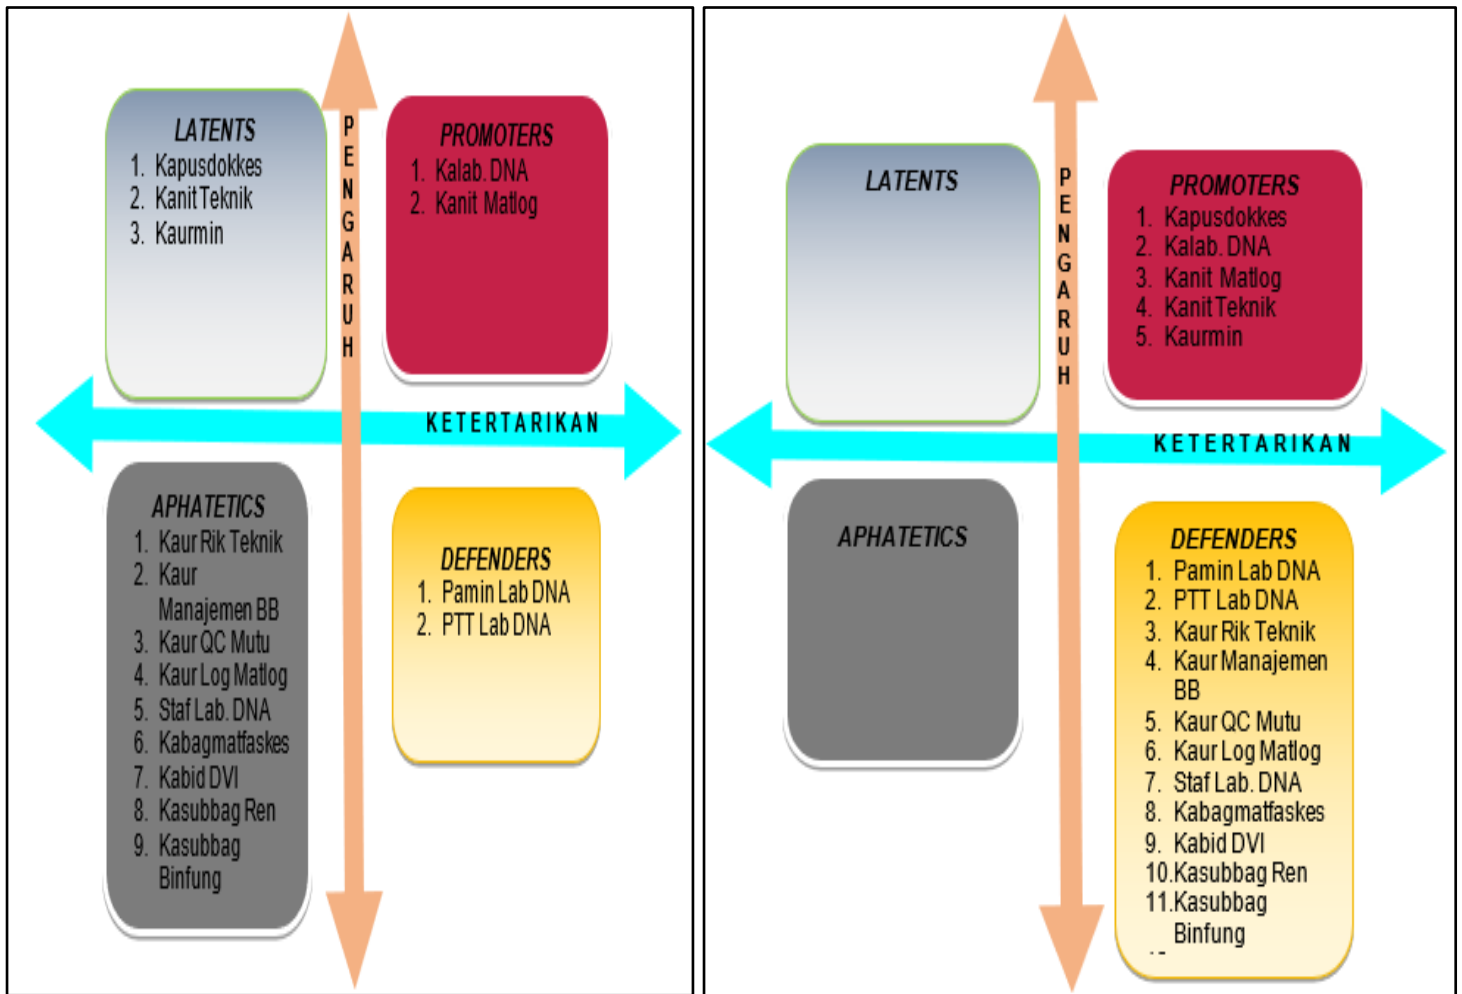 LATENTS
1. Kapusdokkes
2. Kanit Teknik
3. Kaurmin
PENGARUH
PROMOTERS
1. Kalab. DNA
2. Kanit Matlog
KETERTARIKAN
APHATETICS
1. Kaur Rik Teknik
2. Kaur
Manajemen BB
3. Kaur QC Mutu
4. Kaur Log Matlog
5. Staf Lab. DNA
6. Kabagmatfaskes
7. Kabid DVI
8. Kasubbag Ren
9. Kasubbag
Binfung
DEFENDERS
1. Pamin Lab DNA
2. PTT Lab DNA
LATENTS
PENGARUH
PROMOTERS
1. Kapusdokkes
2. Kalab. DNA
3. Kanit Matlog
4. Kanit Teknik
5. Kaurmin
KETERTARIKAN
APHATETICS
DEFENDERS
1. Pamin Lab DNA
2. PTT Lab DNA
3. Kaur Rik Teknik
4. Kaur Manajemen
BB
5. Kaur QC Mutu
6. Kaur Log Matlog
7. Staf Lab. DNA
8. Kabagmatfaskes
9. Kabid DVI
10.Kasubbag Ren
11.Kasubbag
Binfung